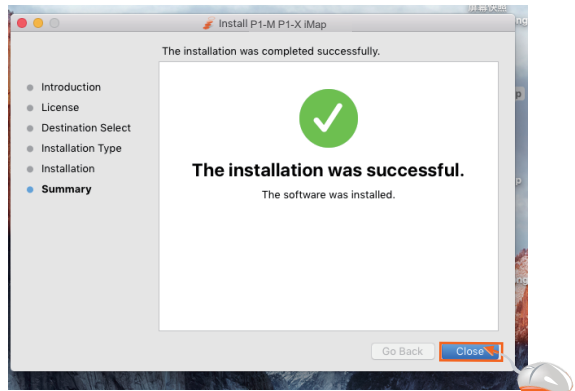 Install P1-M P1-X iMap
The installation was completed successfully.
Introduction
License
Destination Select
Installation Type
Installation
Summary
The installation was successful.
The software was installed.
Go Back
Close